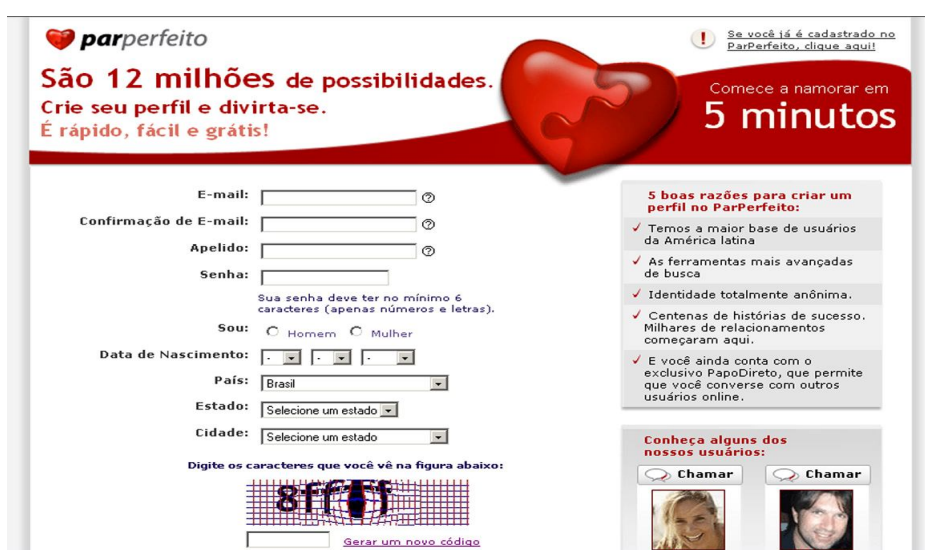 parperfeito
Se você já é cadastrado no
ParPerfeito, clique aqui!
São 12 milhões de possibilidades.
Crie seu perfil e divirta-se.
É rápido, fácil e grátis!
Comece a namorar em
5 minutos
E-mail:
Confirmação de E-mail:
Apelido:
Senha:
Sua senha deve ter no mínimo 6
caracteres (apenas números e letras).
Sou: Homem Mulher
Data de Nascimento: - - -
País: Brasil
Estado: Selecione um estado
Cidade: Selecione um estado
Digite os caracteres que você vê na figura abaixo:
Gerar um novo código
5 boas razões para criar um
perfil no ParPerfeito:
Temos a maior base de usuários
da América latina
As ferramentas mais avançadas
de busca
Identidade totalmente anônima.
Centenas de histórias de sucesso.
Milhares de relacionamentos
começaram aqui.
E você ainda conta com o
exclusivo PapoDireto, que permite
que você converse com outros
usuários online.
Conheça alguns dos
nossos usuários:
Chamar Chamar